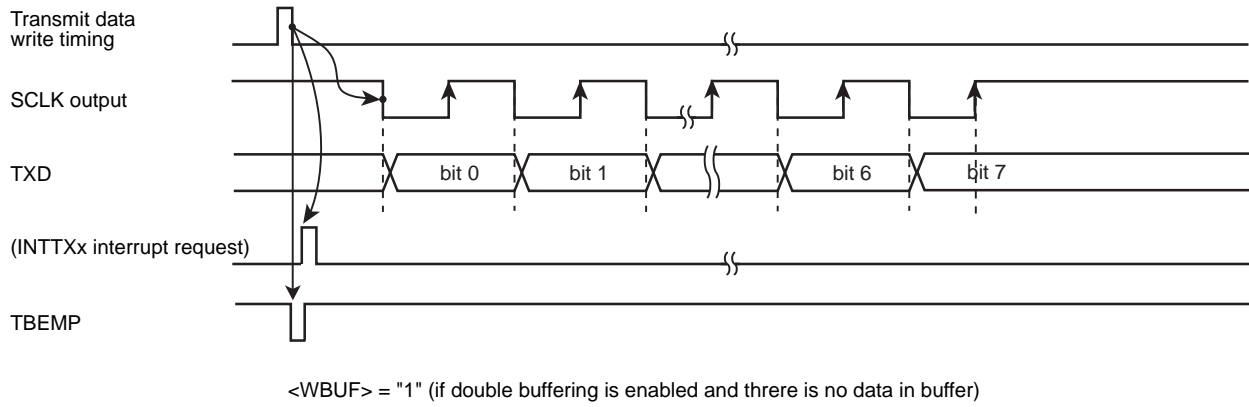 Transmit data
write timing
SCLK output
TXD
bit 0
bit 1
bit 6
bit 7
(INTTXx interrupt request)
TBEMP
<WBUF> = "1" (if double buffering is enabled and threre is no data in buffer)